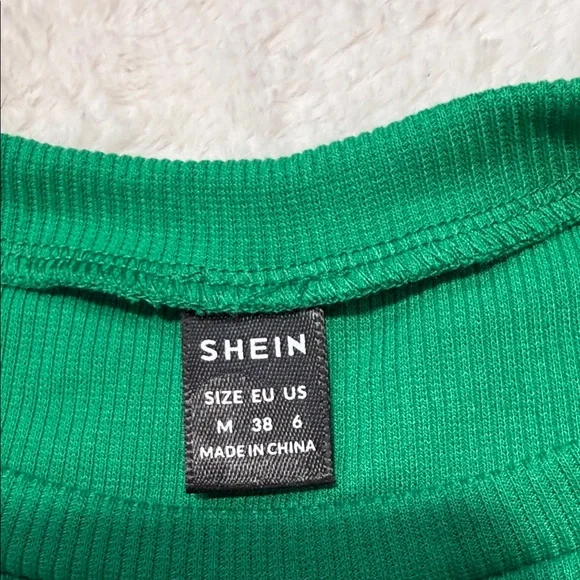 SHEIN
SIZE EU US
M 38 6
MADE IN CHINA